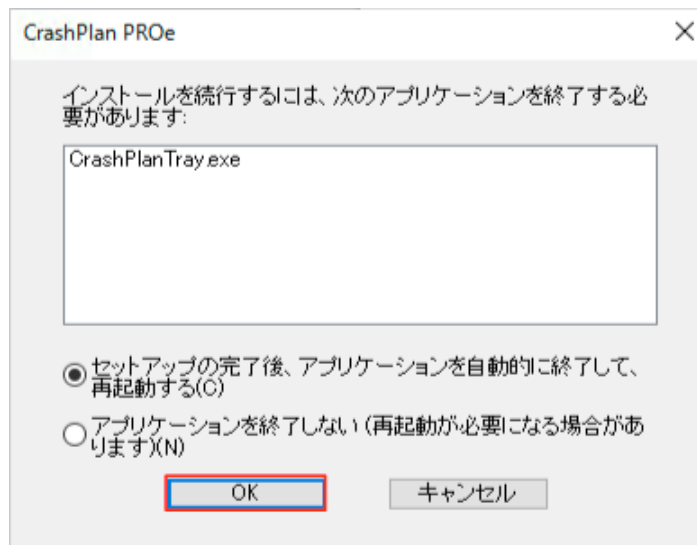 CrashPlan PROe
インストールを続行するには、次のアプリケーションを終了する必
要があります:
CrashPlanTray.exe
セットアップの完了後、アプリケーションを自動的に終了して、
再起動する(C)
アプリケーションを終了しない (再起動が必要になる場合があ
ります)(N)
OK
キャンセル